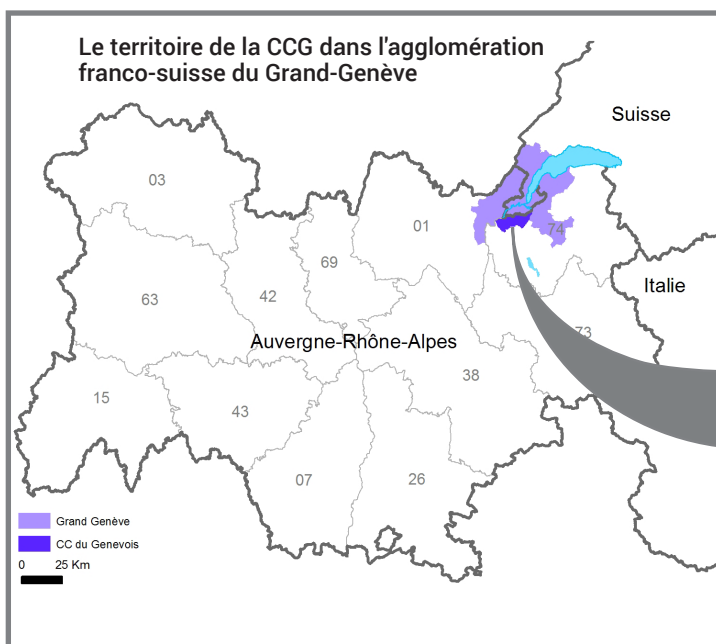 Le territoire de la CCG dans l'agglomération
franco-suisse du Grand-Genève
Suisse
03
01
74
69
Italie
63
42
73
Auvergne-Rhône-Alpes
38
15
43
07
26
Grand Genève
CC du Genevois
0 25 Km